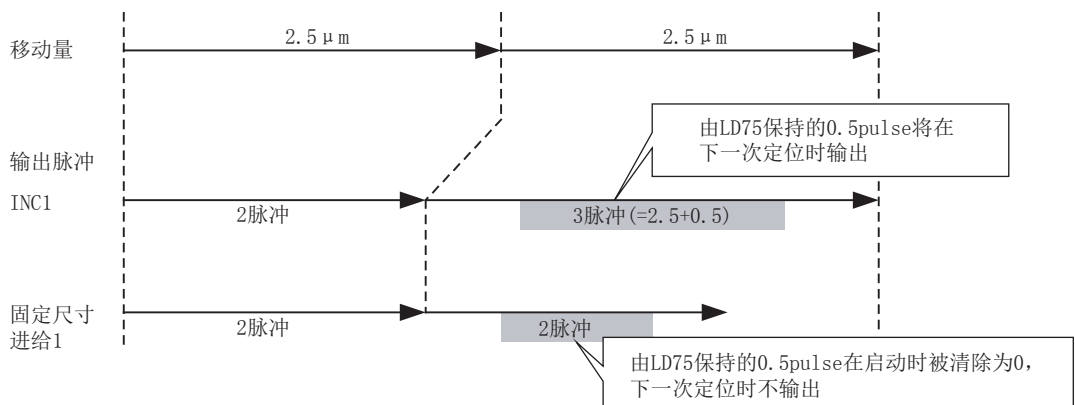 移动量
2.5μm
2.5μm
由LD75保持的0.5pulse将在
下一次定位时输出
输出脉冲
INC1
2脉冲
3脉冲(=2.5+0.5)
固定尺寸
进给1
2脉冲
2脉冲
由LD75保持的0.5pulse在启动时被清除为0,
下一次定位时不输出